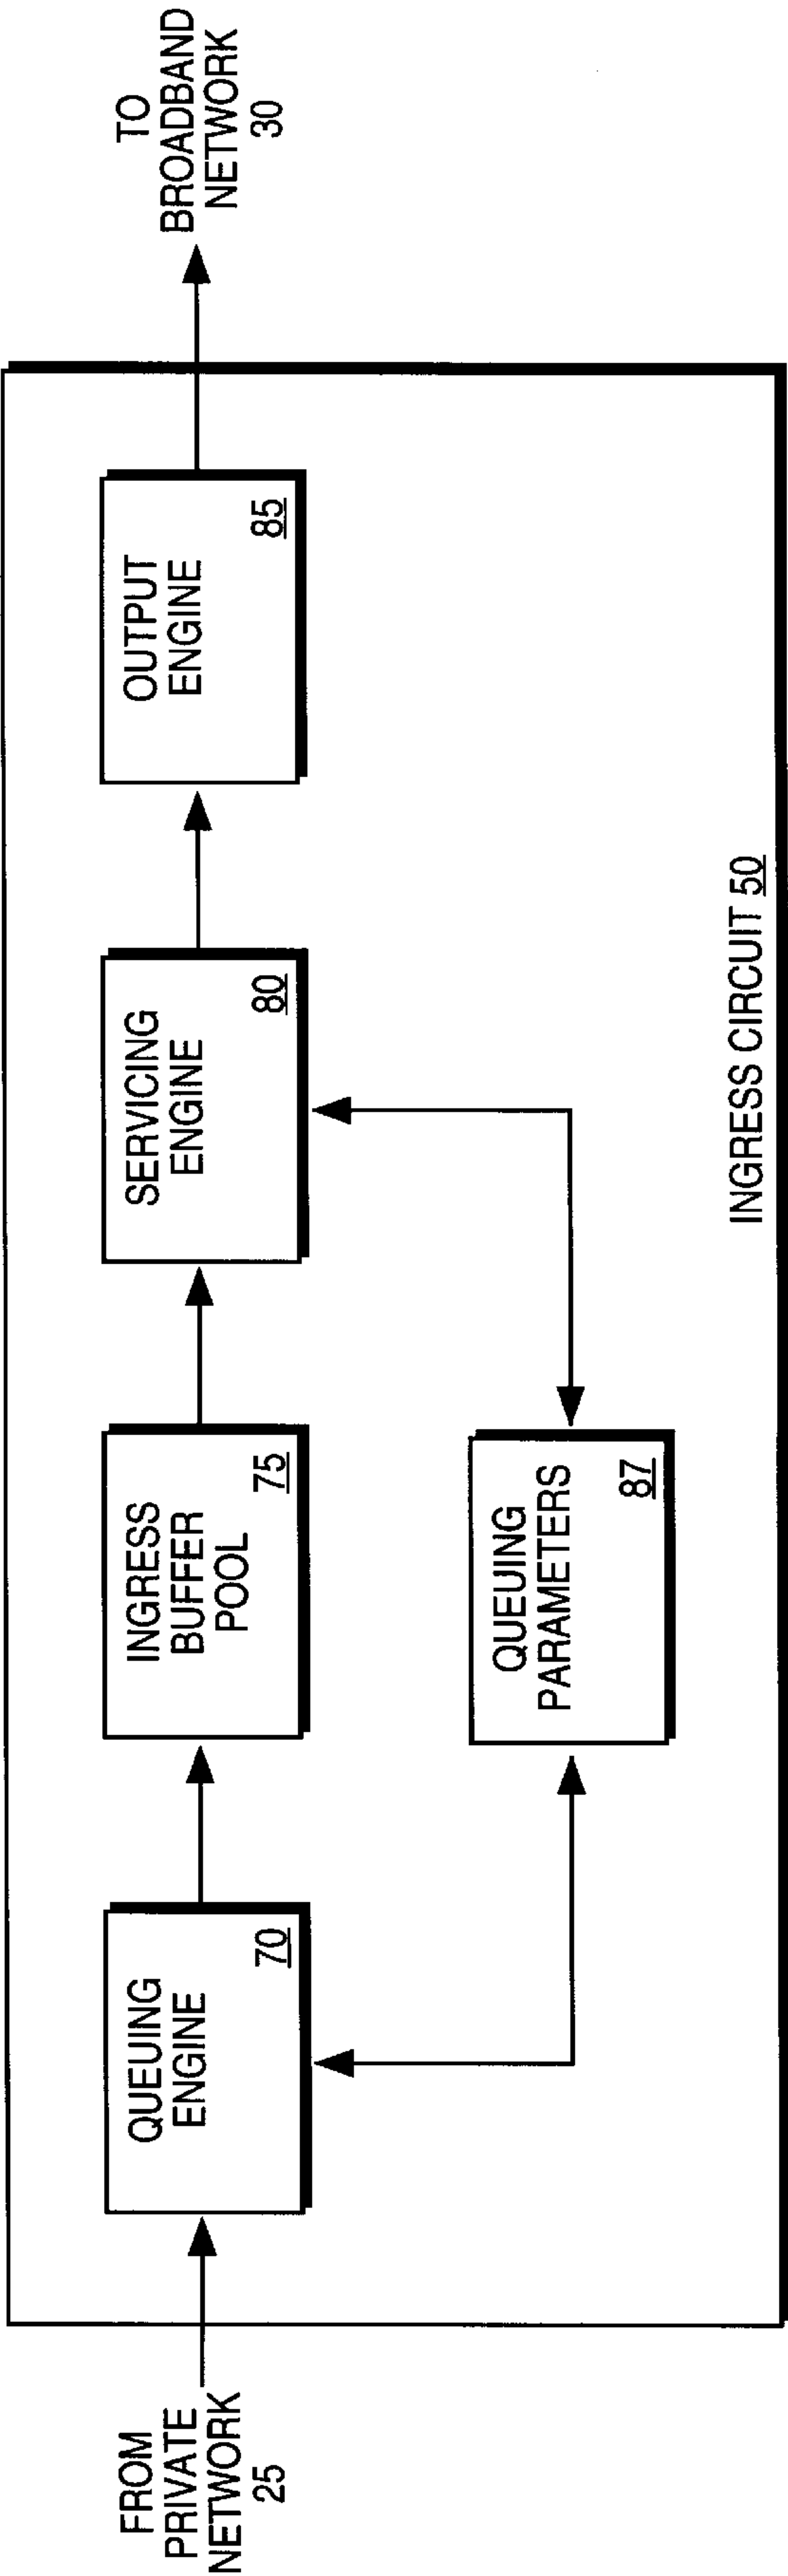 FROM
PRIVATE
NETWORK
25
QUEUING
ENGINE
70
INGRESS
BUFFER
POOL
75
SERVICING
ENGINE
80
OUTPUT
ENGINE
85
TO
BROADBAND
NETWORK
30
QUEUING
PARAMETERS
87
INGRESS CIRCUIT 50